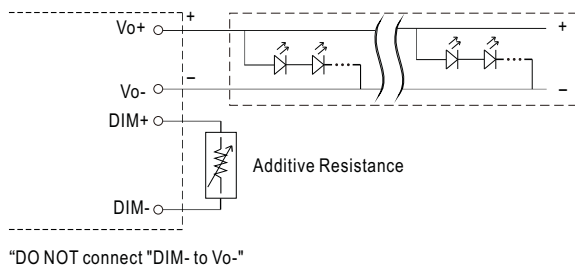 Vo+
+
+
Vo-
−
−
DIM+
Additive Resistance
DIM-
“DO NOT connect "DIM- to Vo-"